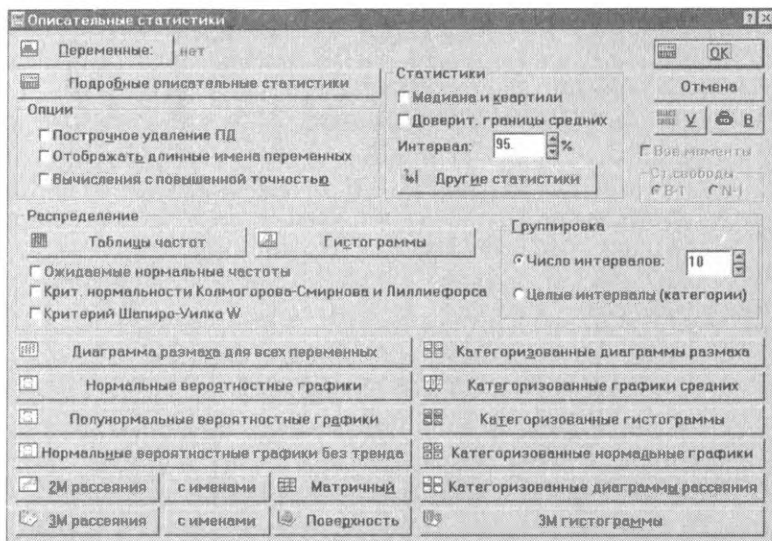 Описательные статистики
Переменные: нет
OK
Подробные описательные статистики
Статистики
Отмена
Медиана и квартили
Опции
Доверит. границы средних
У
В
Построчное удаление ПД
Интервал: 95. %
Взв.моменты
Отображать длинные имена переменных
Ст.свободы
Вычисления с повышенной точностью
Другие статистики
В-1 N-1
Распределение
Группировка
Таблицы частот
Гистограммы
Число интервалов: 10
Ожидаемые нормальные частоты
Крит. нормальности Колмогорова-Смирнова и Лиллиефорса
Целые интервалы (категории)
Критерий Шапиро-Уилка W
Диаграмма размаха для всех переменных
Категоризованные диаграммы размаха
Нормальные вероятностные графики
Категоризованные графики средних
Полунормальные вероятностные графики
Категоризованные гистограммы
Нормальные вероятностные графики без тренда
Категоризованные нормальные графики
2М рассеяния
с именами
Матричный
Категоризованные диаграммы рассеяния
3М рассеяния
с именами
Поверхность
3М гистограммы